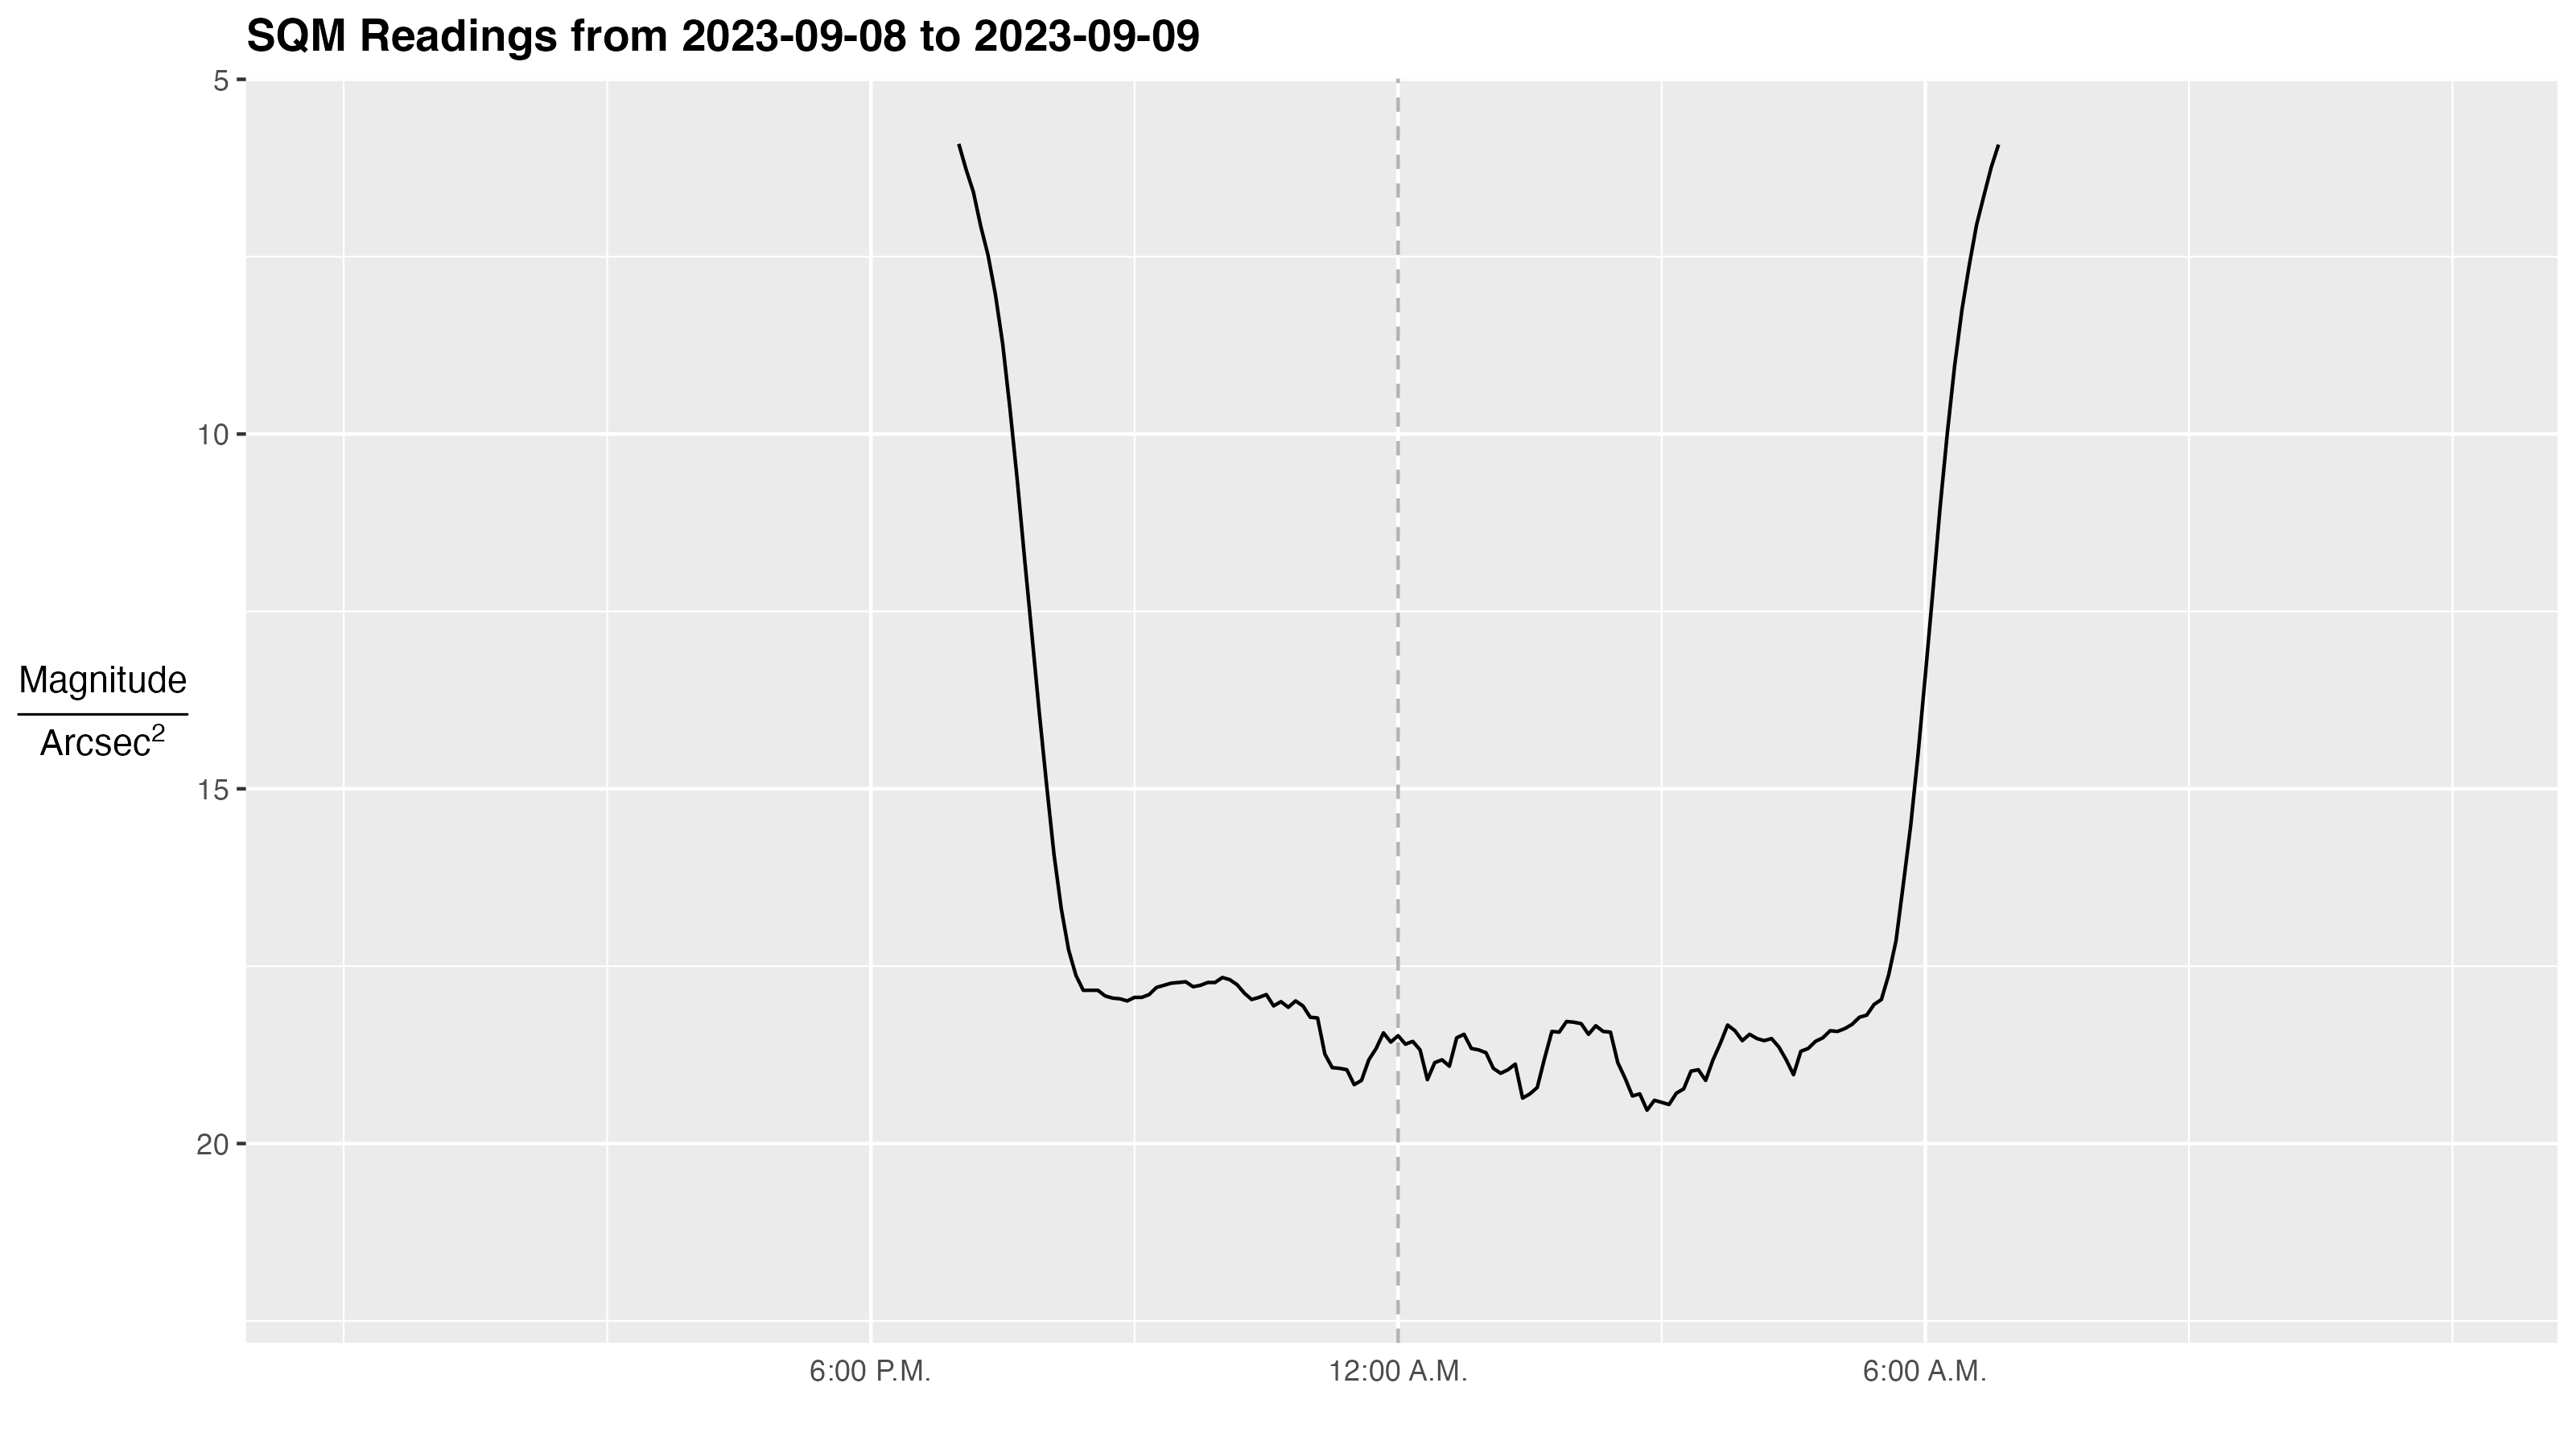 SQM Readings from 2023-09-08 to 2023-09-09
5
10
15
20
Magnitude
Arcsec²
6:00 P.M.
12:00 A.M.
6:00 A.M.